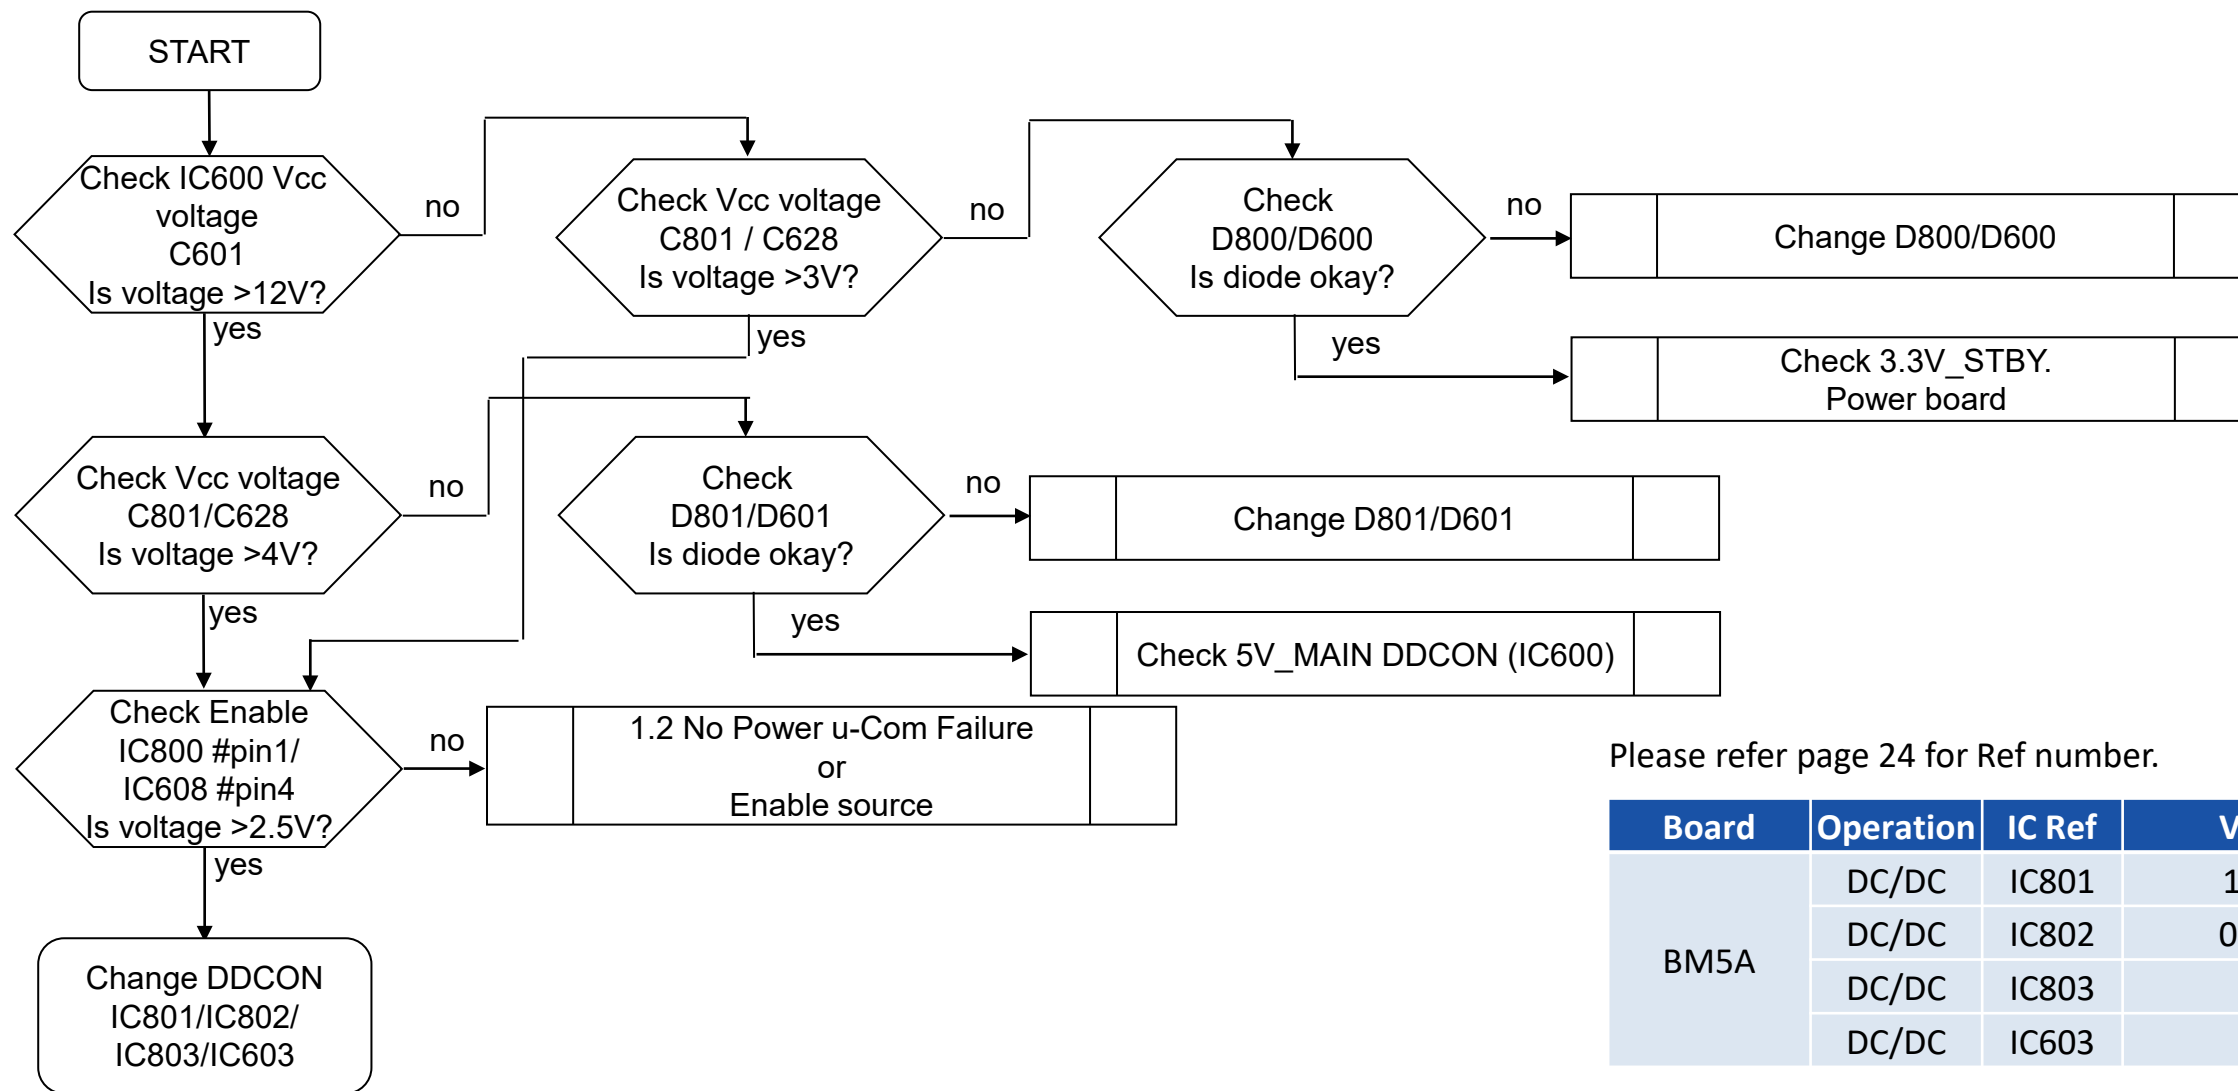 START
Check IC600 Vcc
voltage
C601
Is voltage >12V?
no
Check Vcc voltage
C801 / C628
Is voltage >3V?
no
Check
D800/D600
Is diode okay?
no
Change D800/D600
yes
yes
yes
Check 3.3V_STBY.
Power board
Check Vcc voltage
C801/C628
Is voltage >4V?
no
Check
D801/D601
Is diode okay?
no
Change D801/D601
yes
yes
Check 5V_MAIN DDCON (IC600)
Check Enable
IC800 #pin1/
IC608 #pin4
Is voltage >2.5V?
no
1.2 No Power u-Com Failure
or
Enable source
yes
Change DDCON
IC801/IC802/
IC803/IC603
Please refer page 24 for Ref number.
Board Operation IC Ref V
BM5A
DC/DC IC801 1
DC/DC IC802 0
DC/DC IC803
DC/DC IC603